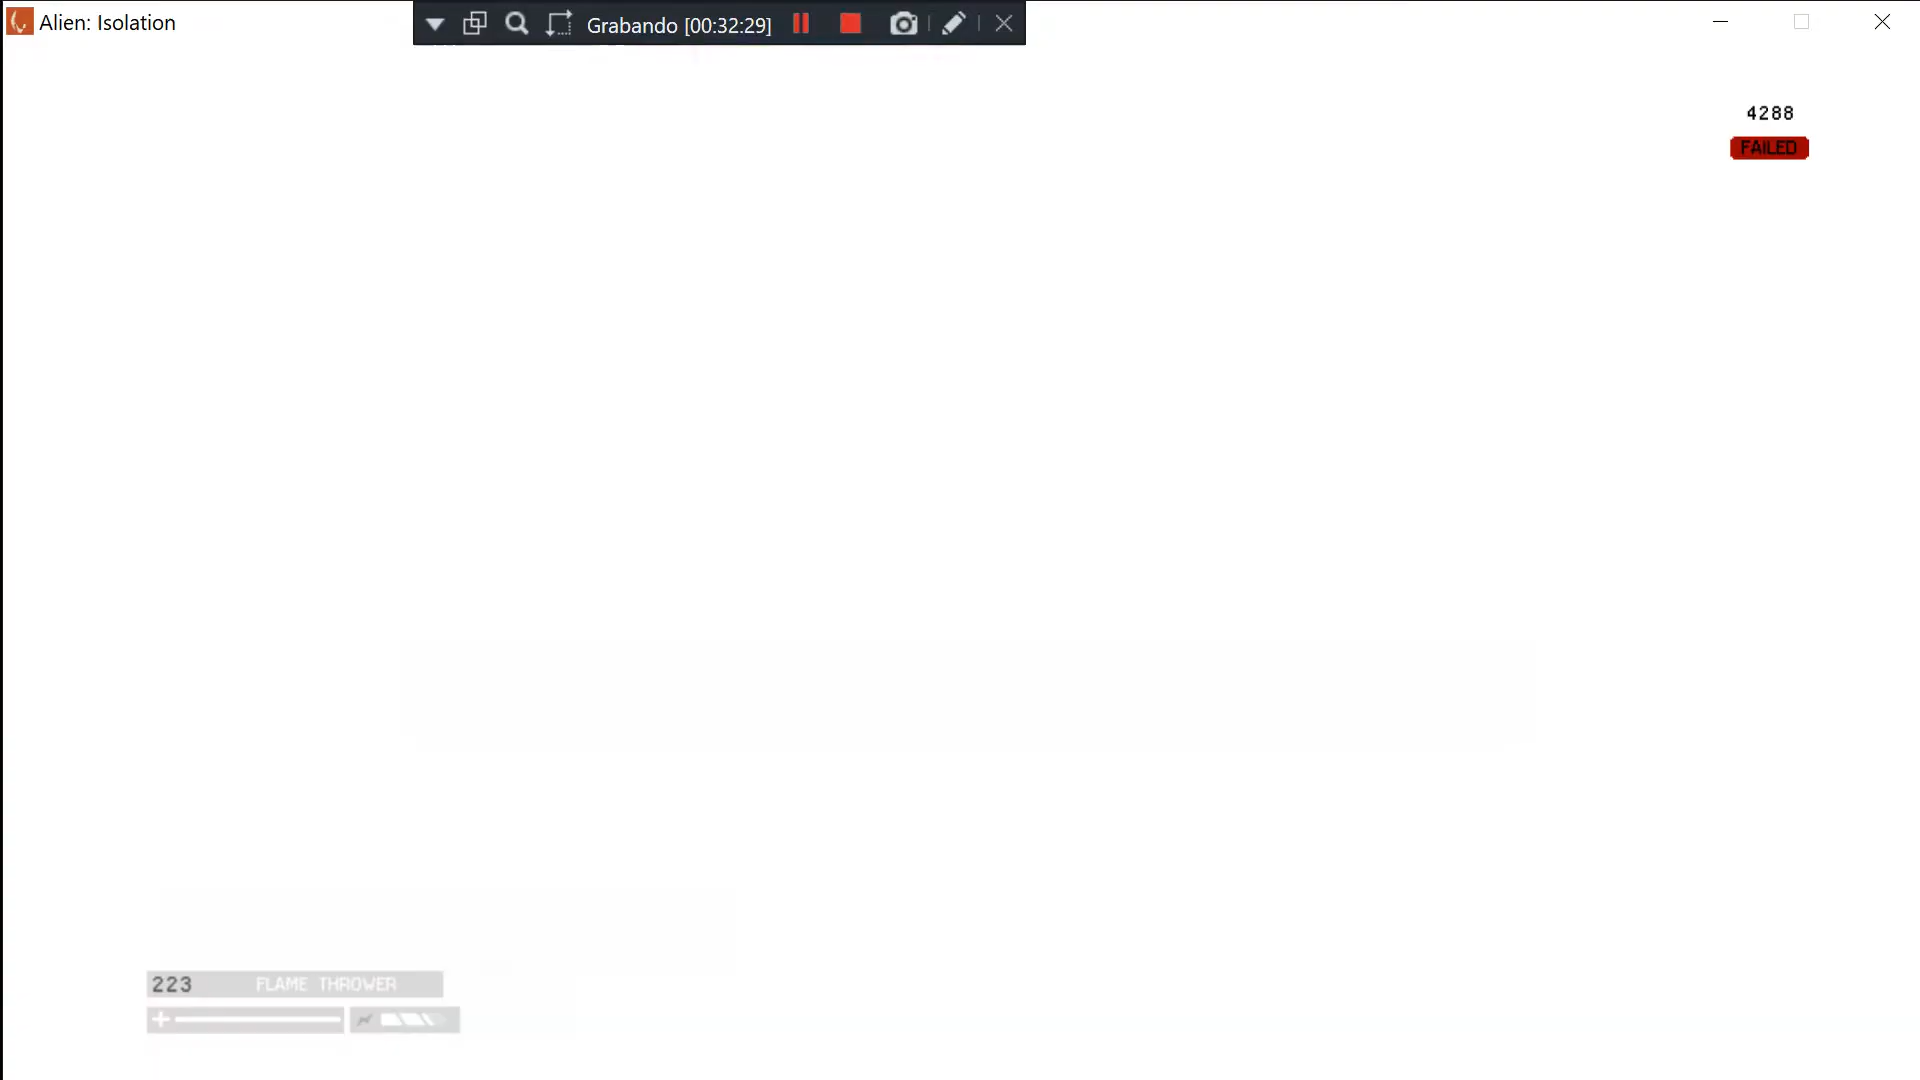 Alien: Isolation
Grabando [00:32:29]
4288
FAILED
223 FLAME THROWER